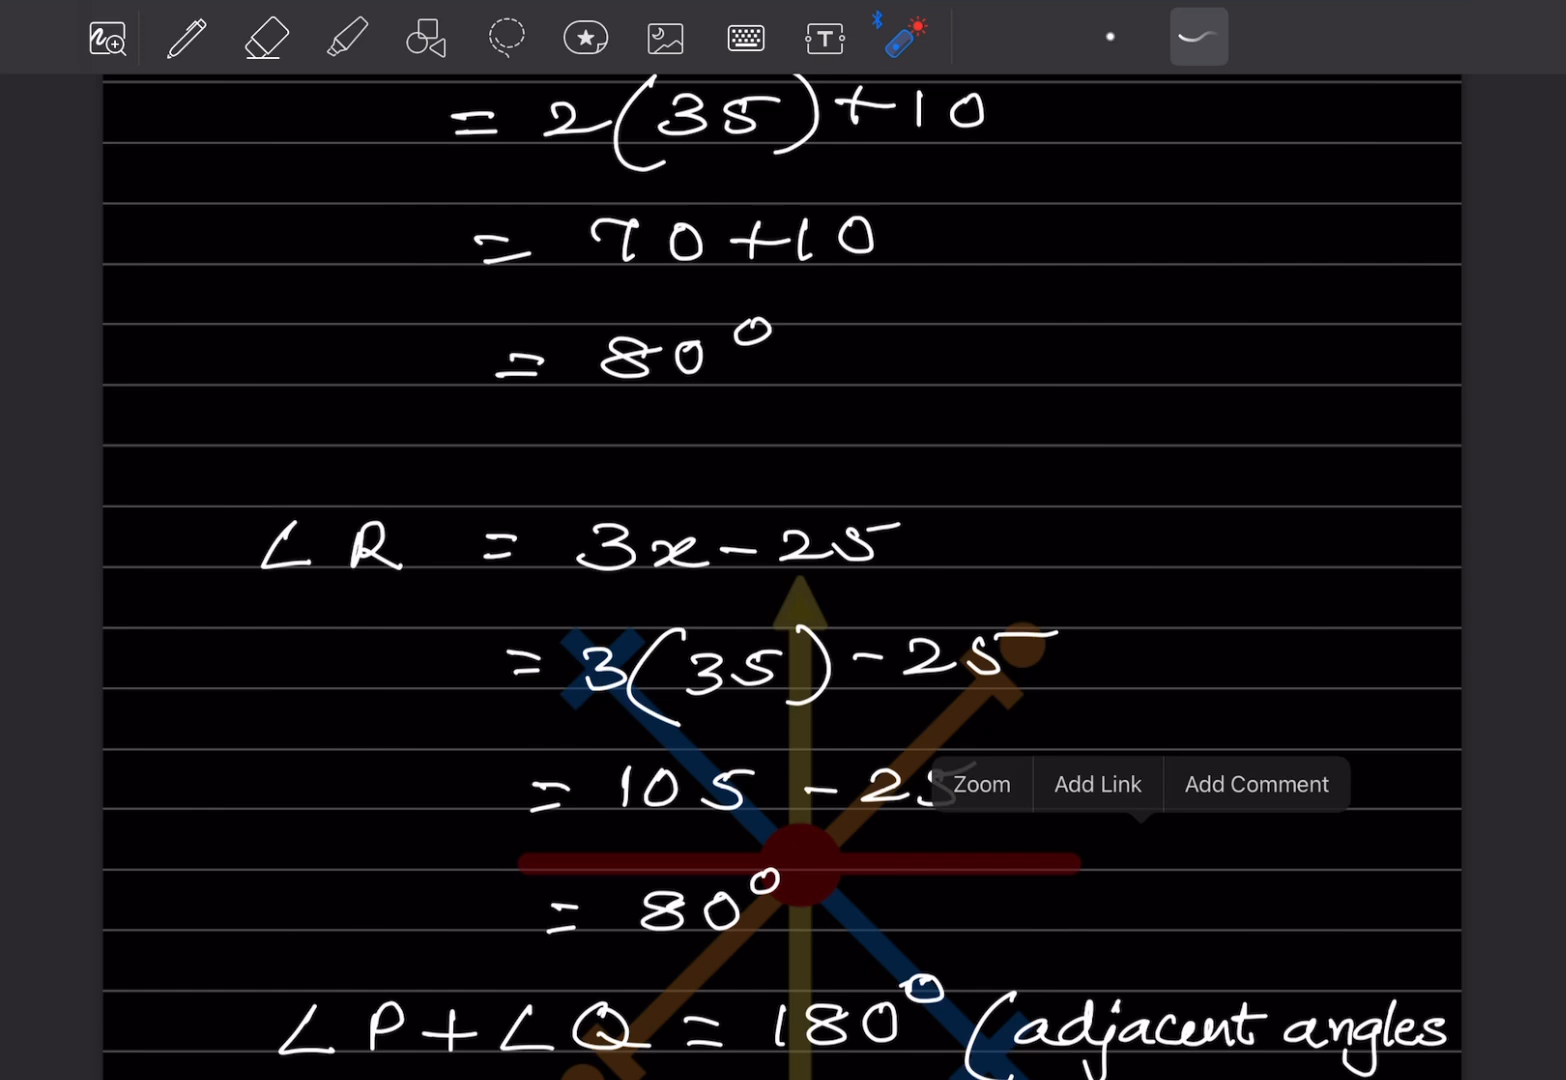 = 2(35)+10
= 70+10
= 80°
∠R = 3x-25
= 3(35)-25
= 105-25
Zoom Add Link Add Comment
= 80°
∠P+∠Q = 180° (adjacent angles